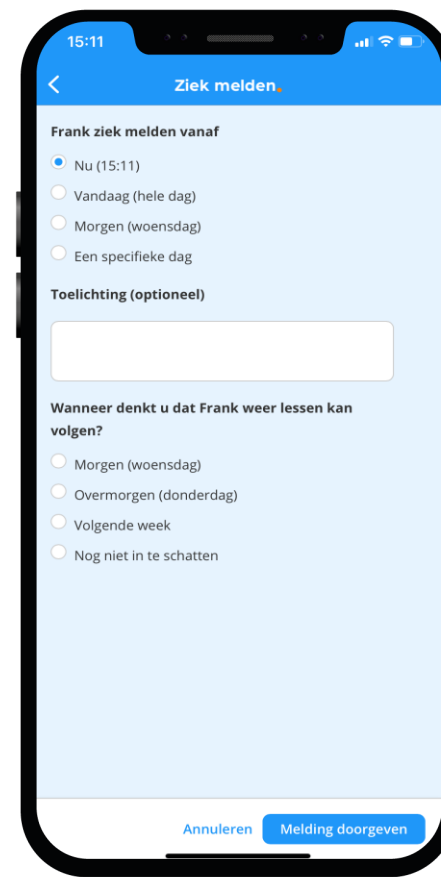 15:11
Ziek melden.
Frank ziek melden vanaf
Nu (15:11)
Vandaag (hele dag)
Morgen (woensdag)
Een specifieke dag
Toelichting (optioneel)
Wanneer denkt u dat Frank weer lessen kan
volgen?
Morgen (woensdag)
Overmorgen (donderdag)
Volgende week
Nog niet in te schatten
Annuleren Melding doorgeven